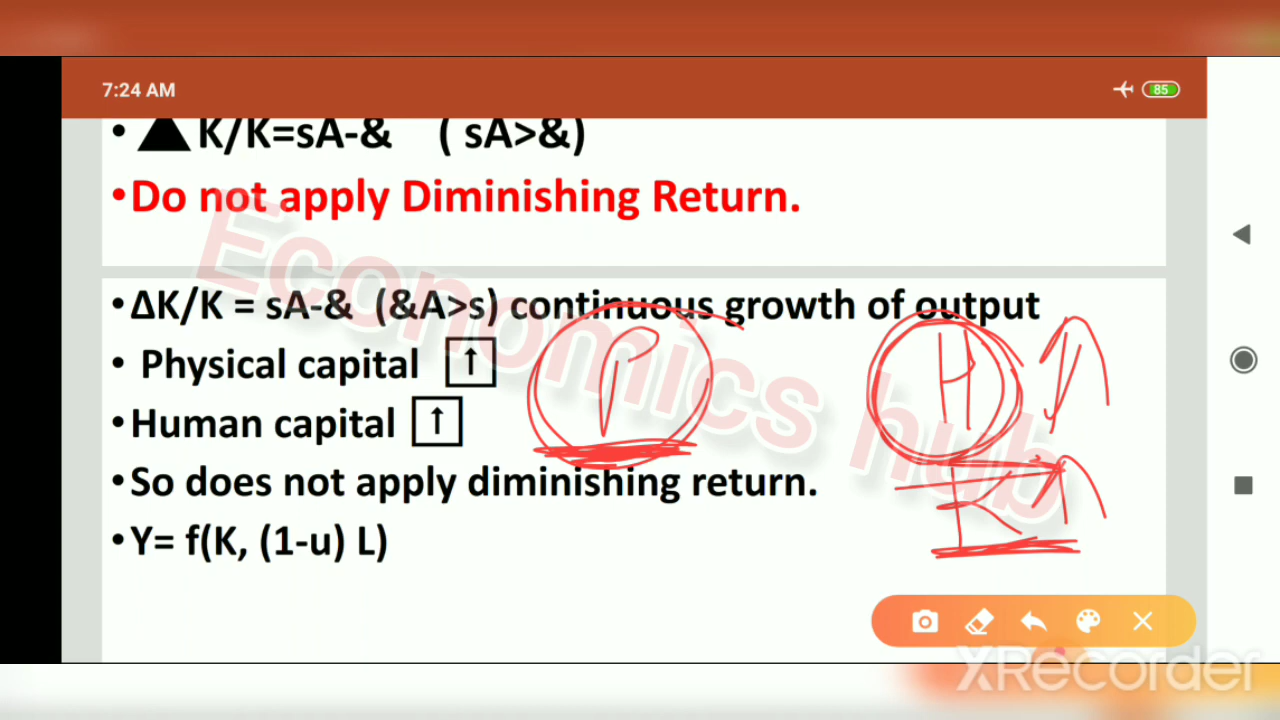 7:24 AM
85
• ▲ K/K=sA-& ( sA>&)
•Do not apply Diminishing Return.
•ΔK/K = sA-& (&A>s) continuous growth of output
• Physical capital ↑
•Human capital ↑
•So does not apply diminishing return.
•Y= f(K, (1-u) L)
Economics hub
P
H ↑
K ↑
XRecorder